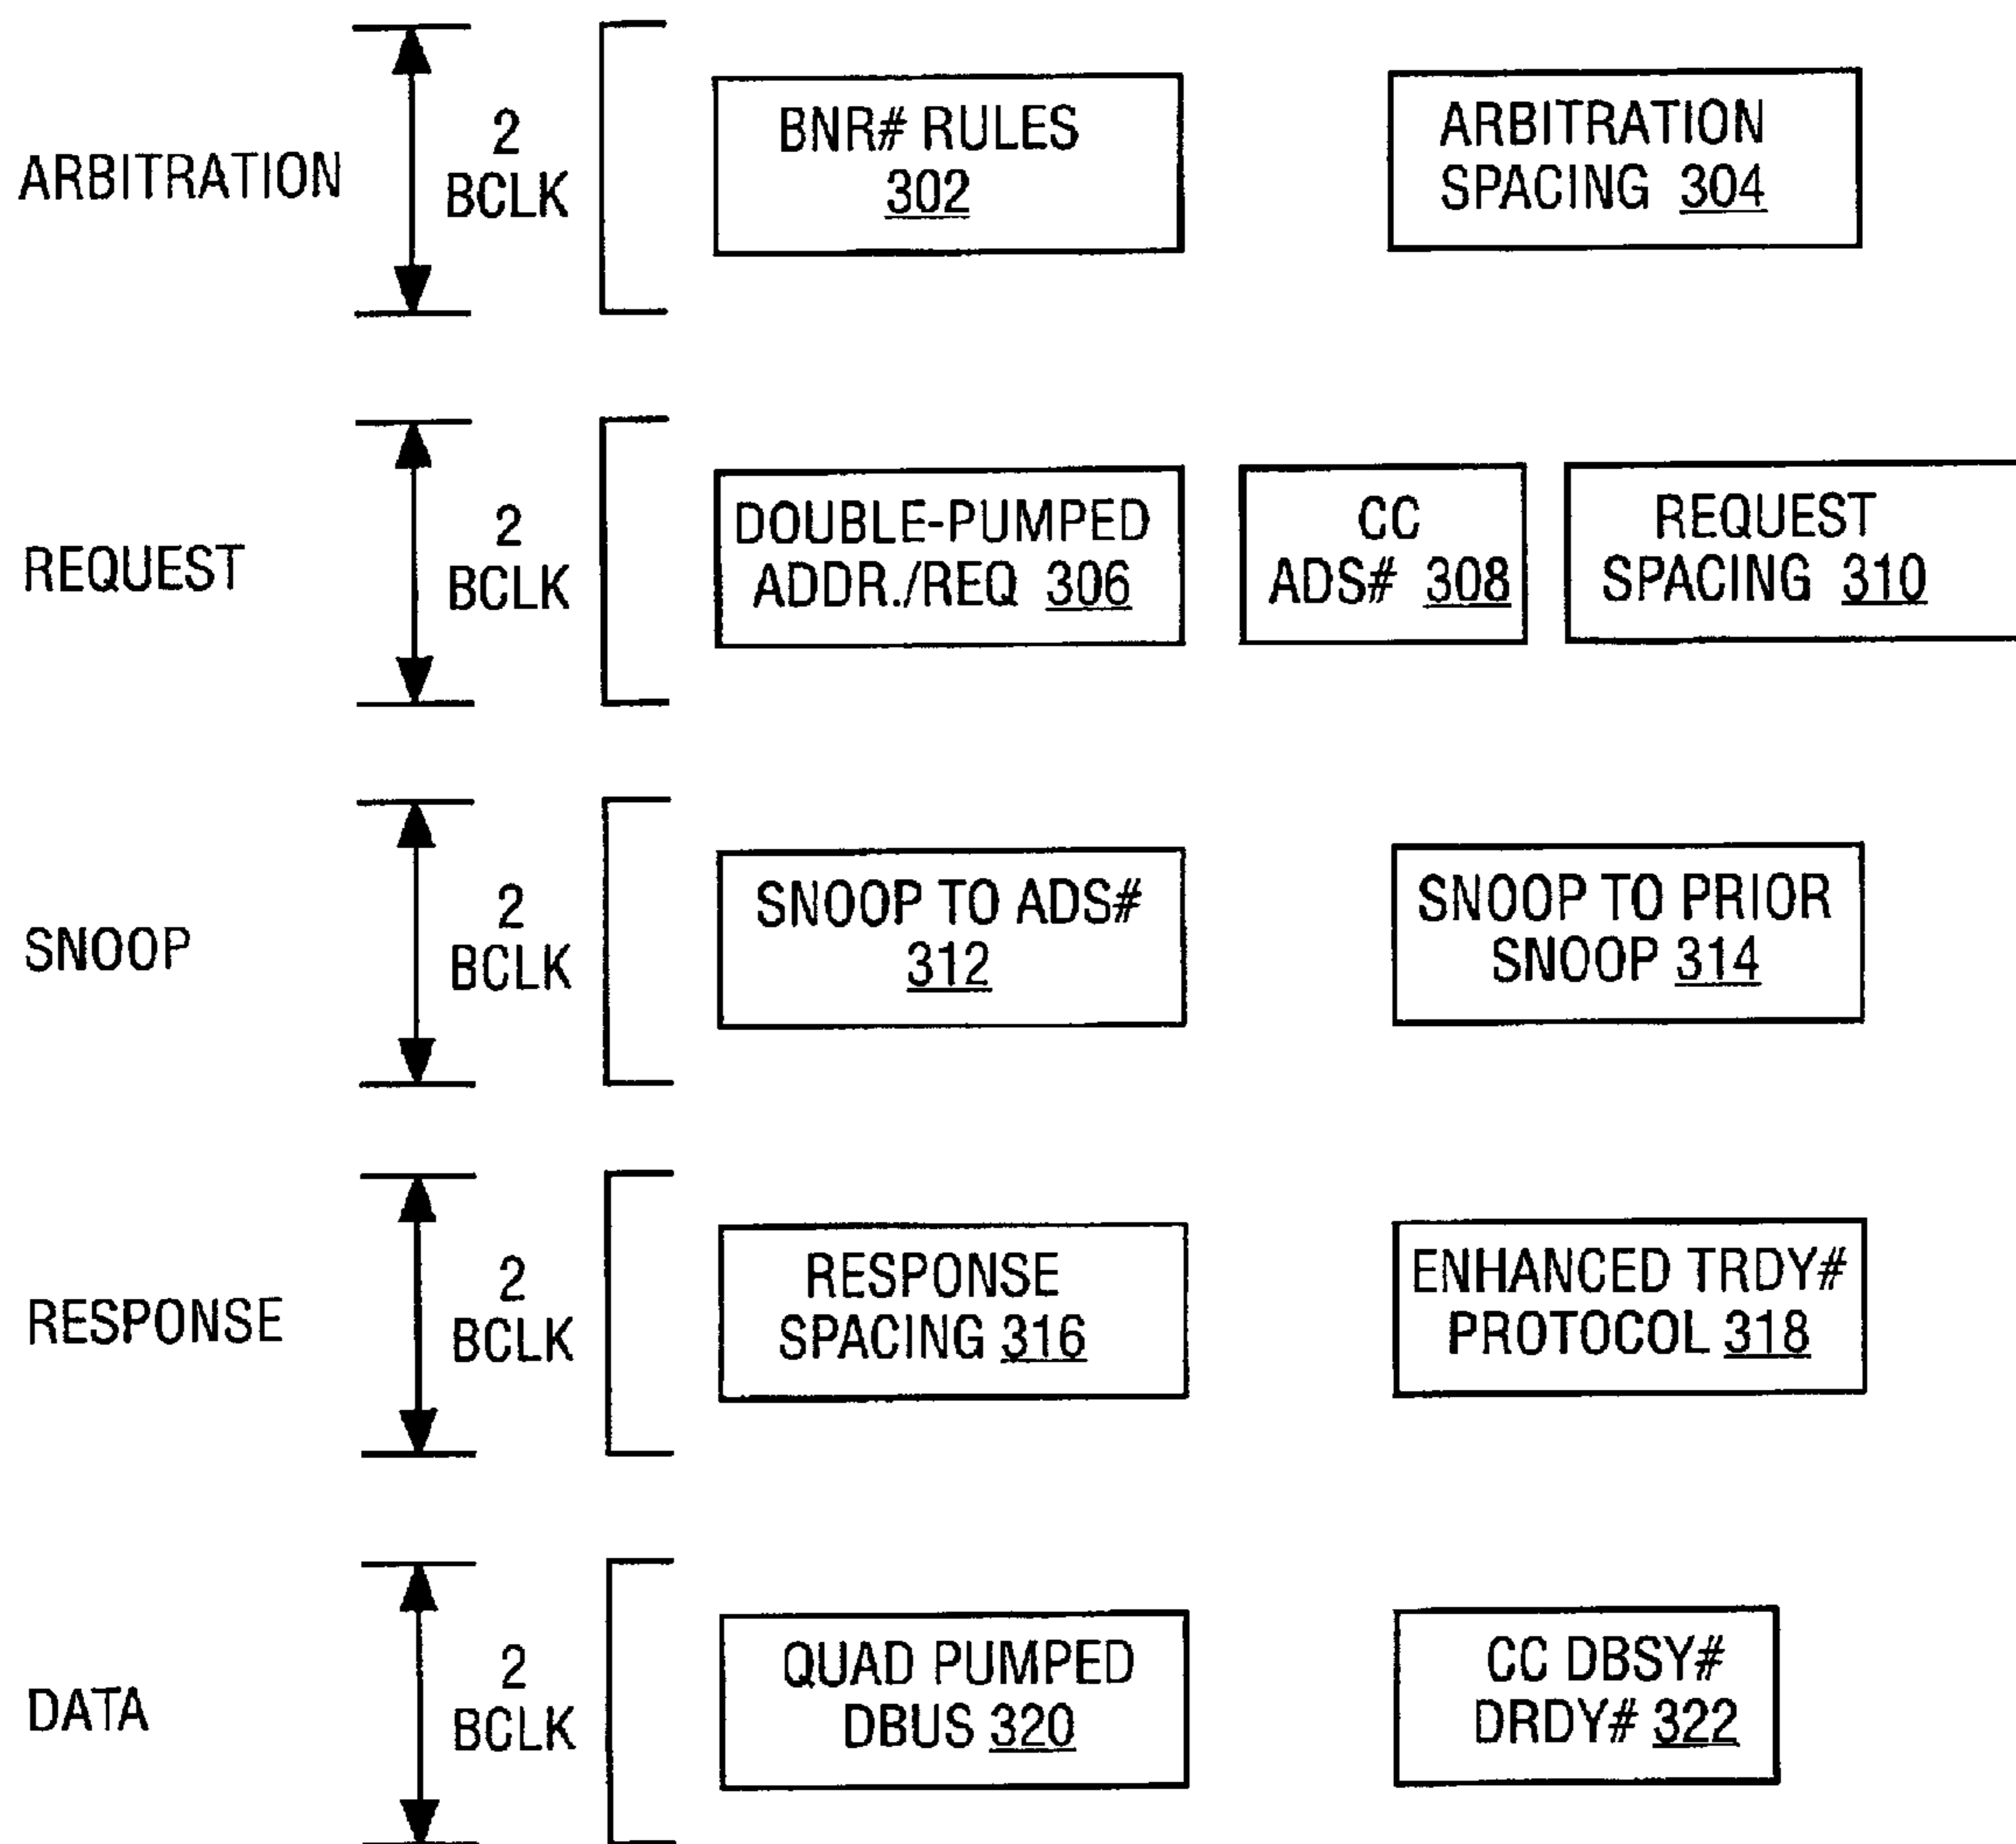 ARBITRATION
2
BCLK
BNR# RULES
302
ARBITRATION
SPACING 304
REQUEST
2
BCLK
DOUBLE-PUMPED
ADDR./REQ 306
CC
ADS# 308
REQUEST
SPACING 310
SNOOP
2
BCLK
SNOOP TO ADS#
312
SNOOP TO PRIOR
SNOOP 314
RESPONSE
2
BCLK
RESPONSE
SPACING 316
ENHANCED TRDY#
PROTOCOL 318
DATA
2
BCLK
QUAD PUMPED
DBUS 320
CC DBSY#
DRDY# 322